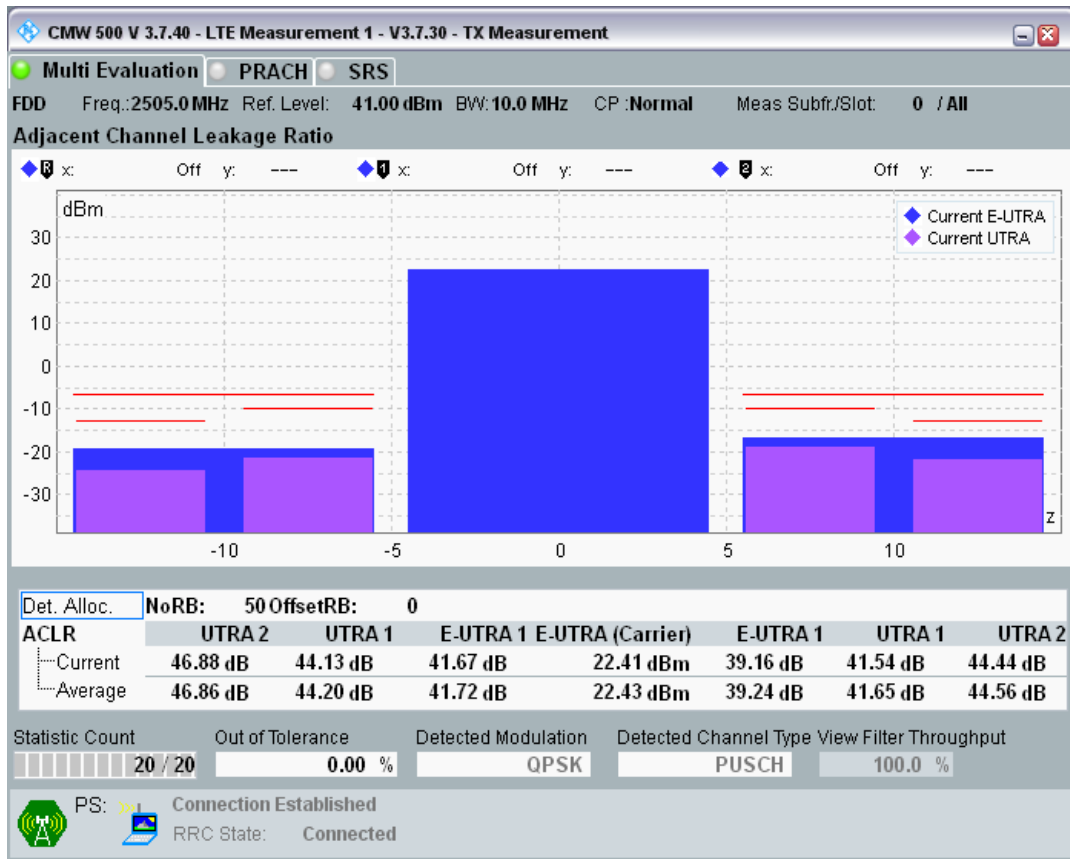 CMW 500 V 3.7.40 - LTE Measurement 1 - V3.7.30 - TX Measurement
Multi Evaluation PRACH SRS
FDD Freq.:2505.0 MHz Ref. Level: 41.00 dBm BW:10.0 MHz CP :Normal Meas Subfr./Slot: 0 / All
Adjacent Channel Leakage Ratio
R x: Off y: --- 1 x: Off y: --- 2 x: Off y: ---
dBm
Current E-UTRA
Current UTRA
30
20
10
0
-10
-20
-30
z
-10 -5 0 5 10
Det. Alloc. NoRB: 50 OffsetRB: 0
ACLR UTRA 2 UTRA 1 E-UTRA 1 E-UTRA (Carrier) E-UTRA 1 UTRA 1 UTRA 2
Current 46.88 dB 44.13 dB 41.67 dB 22.41 dBm 39.16 dB 41.54 dB 44.44 dB
Average 46.86 dB 44.20 dB 41.72 dB 22.43 dBm 39.24 dB 41.65 dB 44.56 dB
Statistic Count Out of Tolerance Detected Modulation Detected Channel Type View Filter Throughput
20 / 20 0.00 % QPSK PUSCH 100.0 %
PS: Connection Established
RRC State: Connected